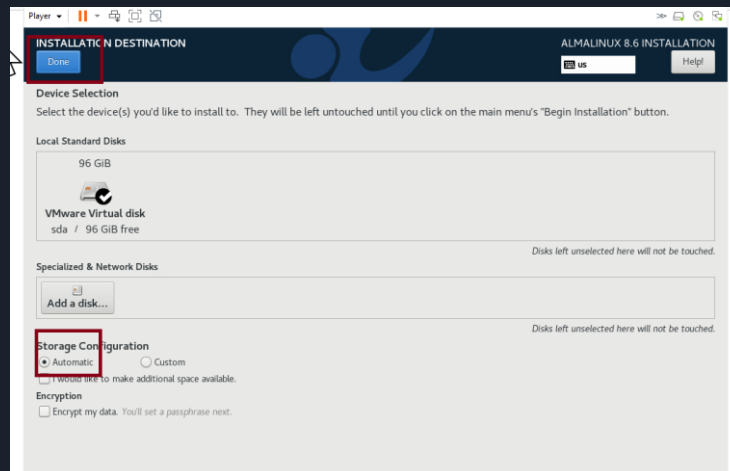 Player
INSTALLATION DESTINATION
ALMALINUX 8.6 INSTALLATION
Done
us
Help!
Device Selection
Select the device(s) you'd like to install to. They will be left untouched until you click on the main menu's "Begin Installation" button.
Local Standard Disks
96 GiB
VMware Virtual disk
sda / 96 GiB free
Disks left unselected here will not be touched.
Specialized & Network Disks
Add a disk...
Disks left unselected here will not be touched.
Storage Configuration
Automatic Custom
I would like to make additional space available.
Encryption
Encrypt my data. You'll set a passphrase next.